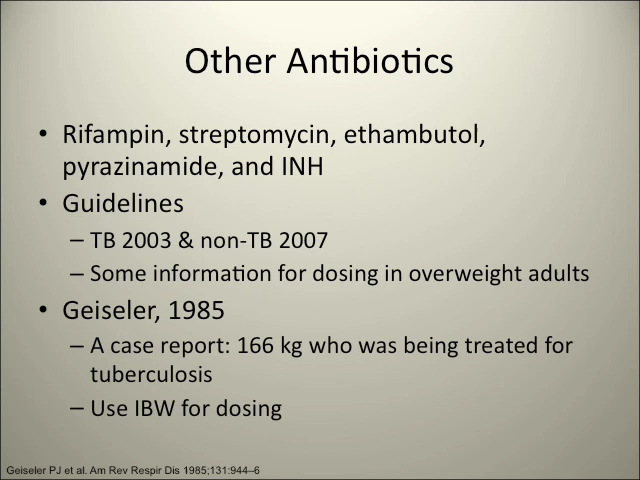 Other Antibiotics
• Rifampin, streptomycin, ethambutol,
pyrazinamide, and INH
• Guidelines
– TB 2003 & non-TB 2007
– Some information for dosing in overweight adults
• Geiseler, 1985
– A case report: 166 kg who was being treated for
tuberculosis
– Use IBW for dosing
Geiseler PJ et al. Am Rev Respir Dis 1985;131:944–6